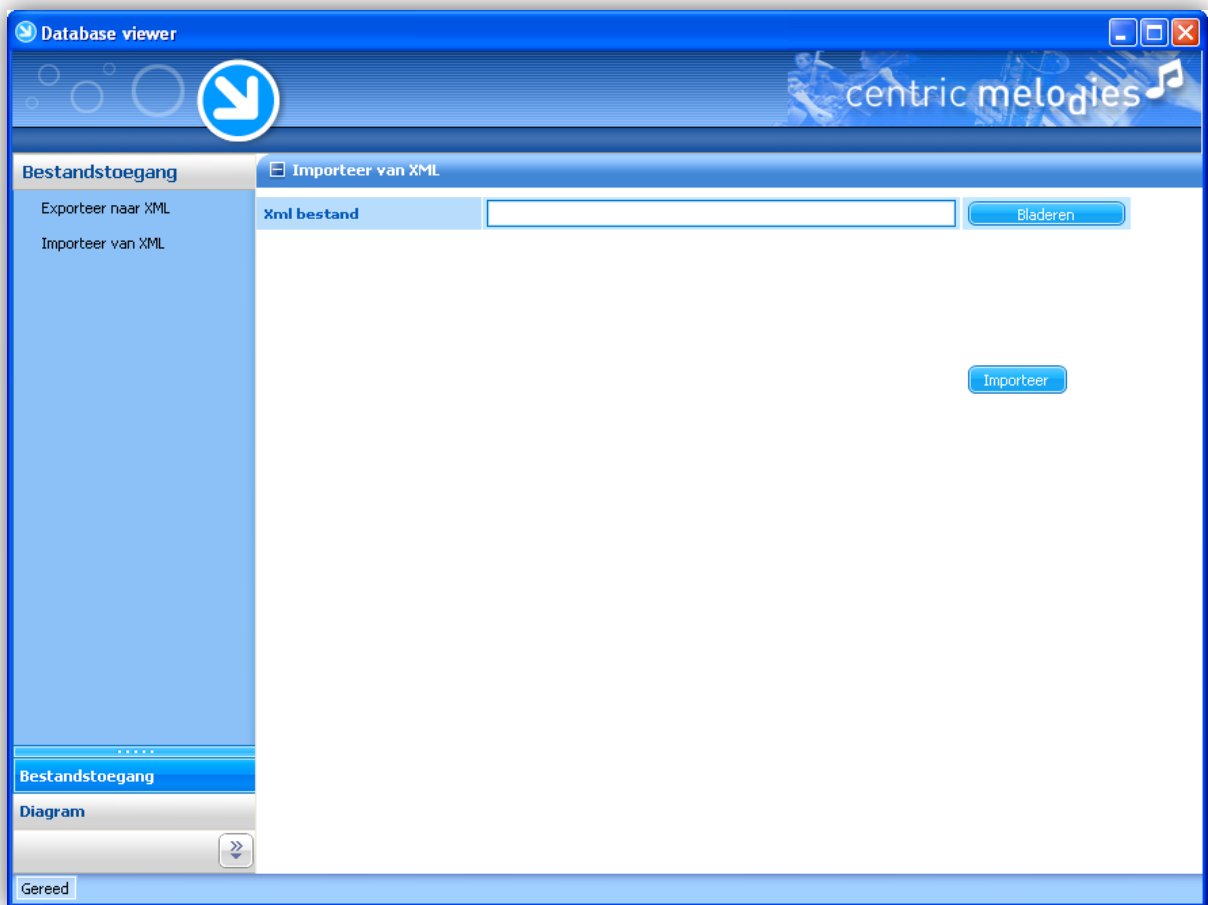 Database viewer
centric melodies
Bestandstoegang
Exporteer naar XML
Importeer van XML
Importeer van XML
Xml bestand
Bladeren
Importeer
Bestandstoegang
Diagram
Gereed